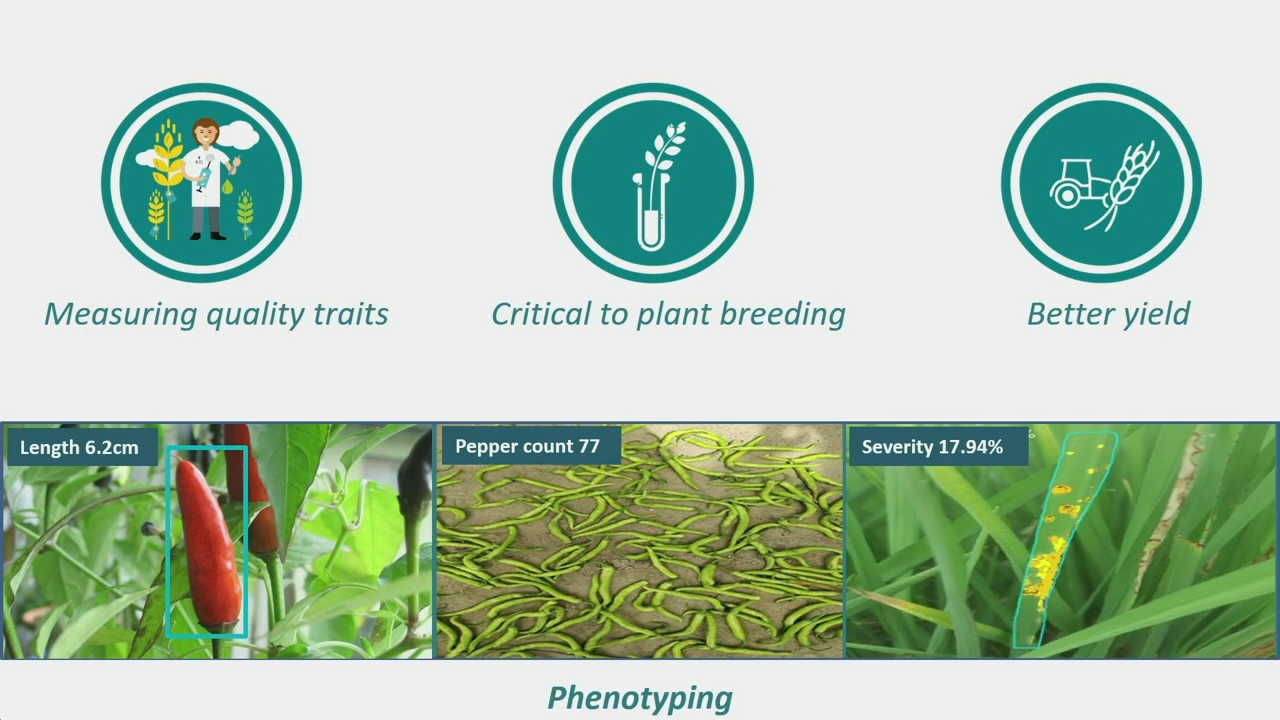 Measuring quality traits
Critical to plant breeding
Better yield
Length 6.2cm
Pepper count 77
Severity 17.94%
Phenotyping